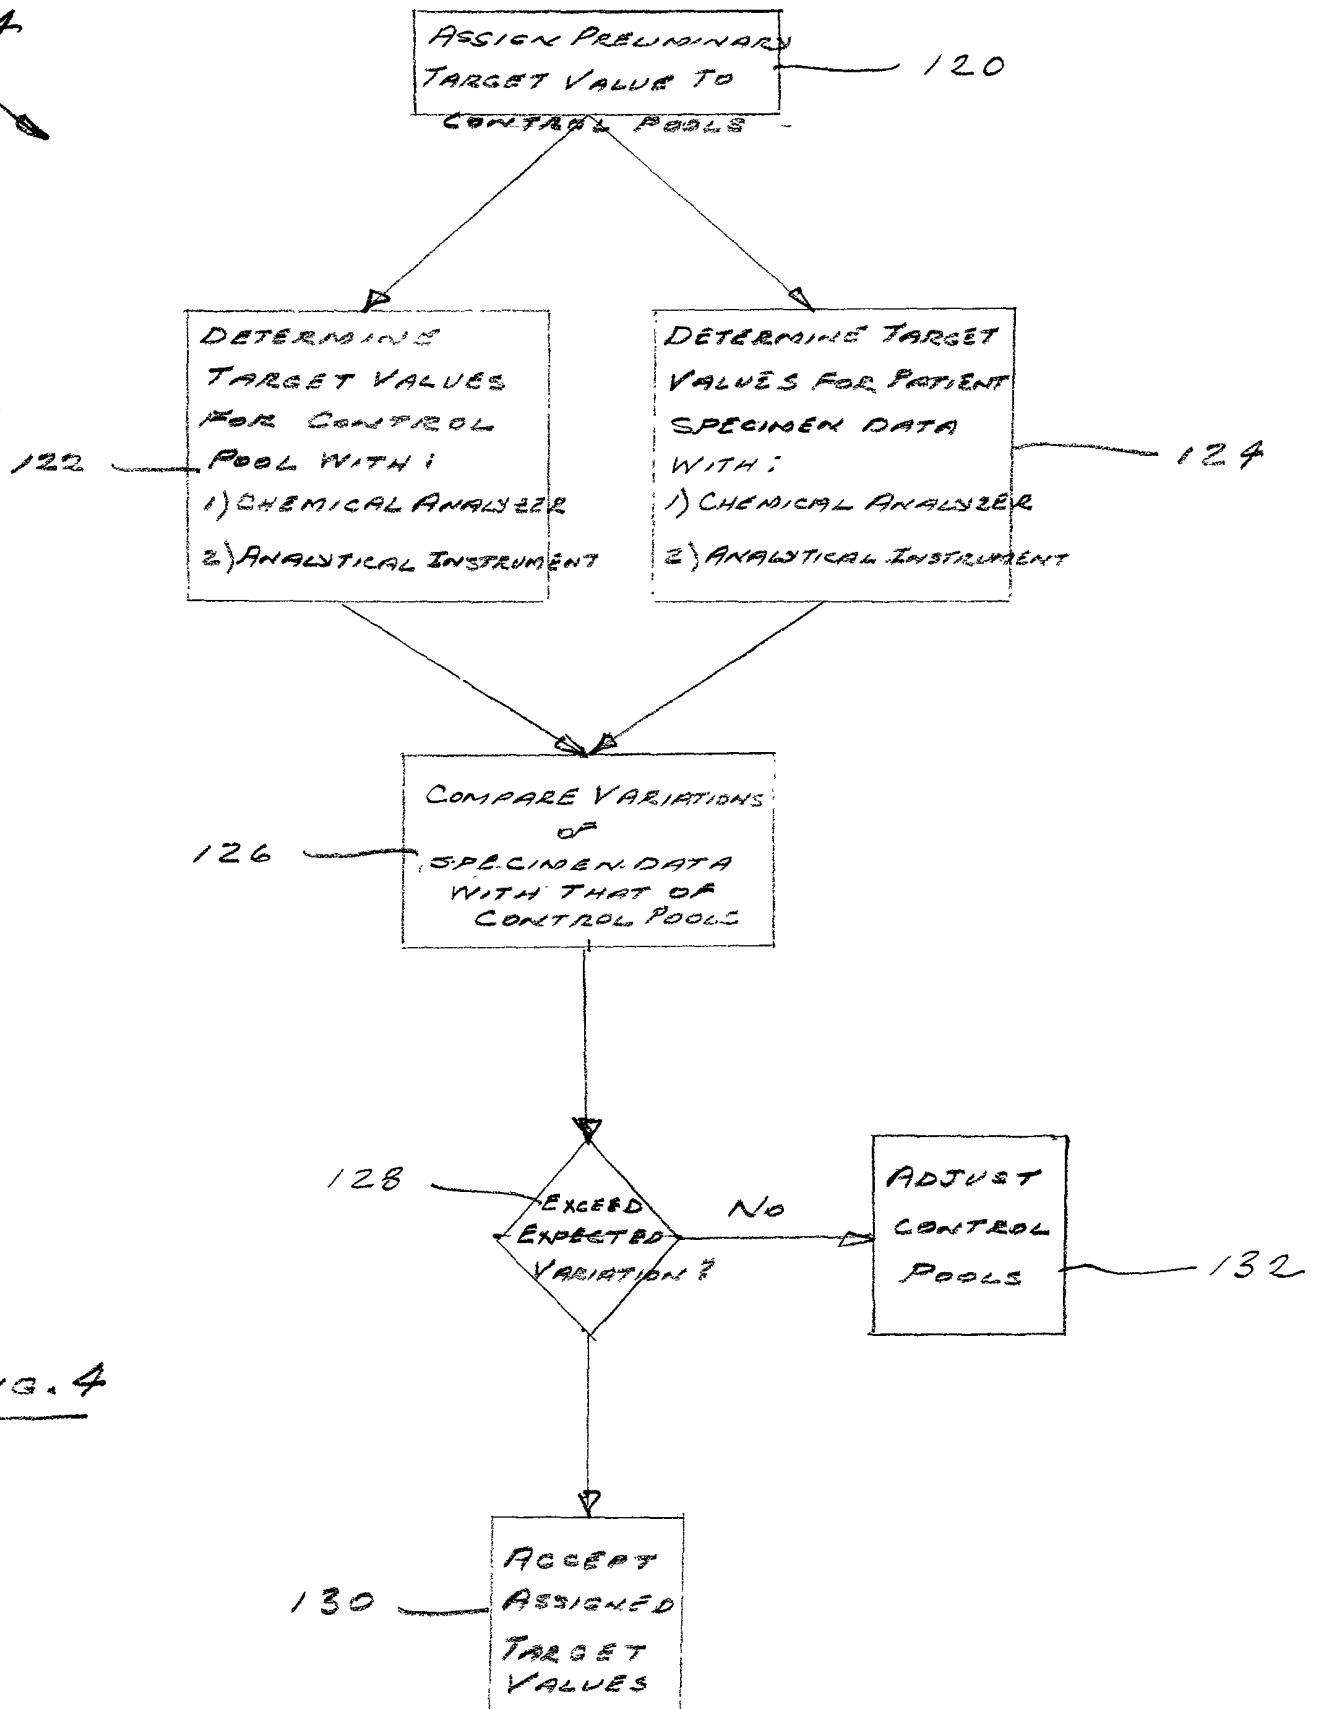 4
ASSIGN PRELIMINARY
TARGET VALUE TO
CONTROL POOLS
120
DETERMINE
TARGET VALUES
FOR CONTROL
POOL WITH:
1) CHEMICAL ANALYZER
2) ANALYTICAL INSTRUMENT
122
DETERMINE TARGET
VALUES FOR PATIENT
SPECIMEN DATA
WITH:
1) CHEMICAL ANALYZER
2) ANALYTICAL INSTRUMENT
124
COMPARE VARIATIONS
OF
SPECIMEN DATA
WITH THAT OF
CONTROL POOLS
126
128
EXCEED
EXPECTED
VARIATION?
NO
ADJUST
CONTROL
POOLS
132
G. 4
130
ACCEPT
ASSIGNED
TARGET
VALUES